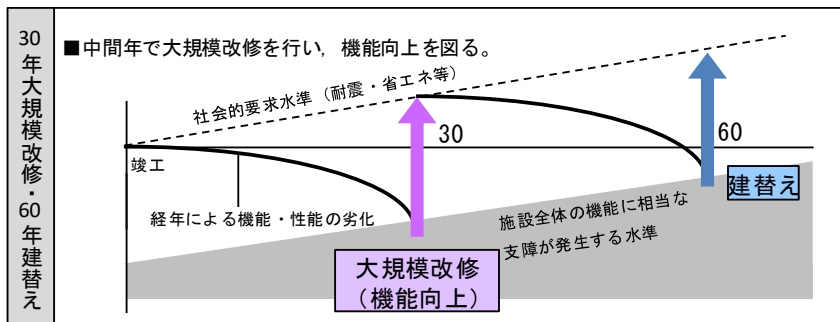 30年大規模改修・60年建替え
■中間年で大規模改修を行い，機能向上を図る。
社会的要求水準（耐震・省エネ等）
30
60
竣工
建替え
経年による機能・性能の劣化
施設全体の機能に相当な
支障が発生する水準
大規模改修
（機能向上）